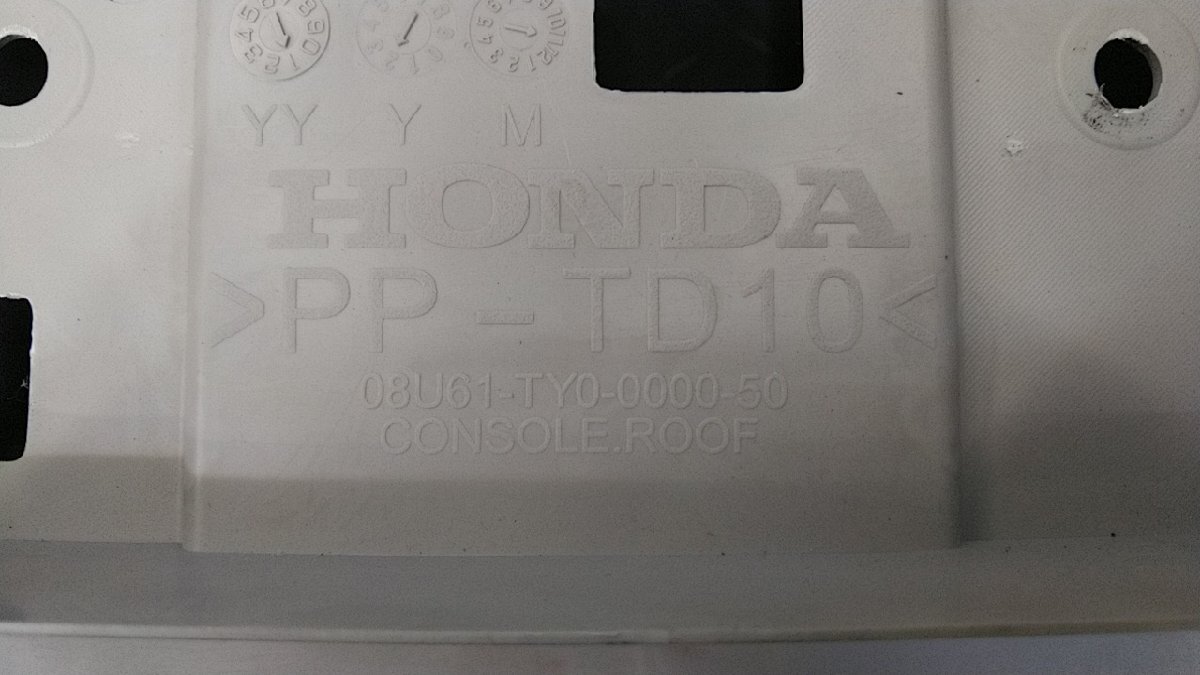 YY Y M
HONDA
>PP-TD10<
08U61-TY0-0000-50
CONSOLE.ROOF